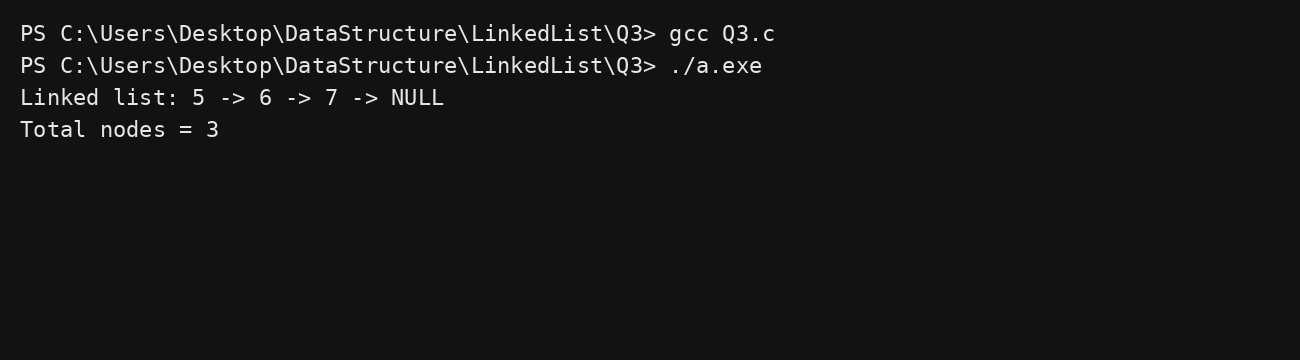 PS C:\Users\Desktop\DataStructure\LinkedList\Q3> gcc Q3.c
PS C:\Users\Desktop\DataStructure\LinkedList\Q3> ./a.exe
Linked list: 5 -> 6 -> 7 -> NULL
Total nodes = 3